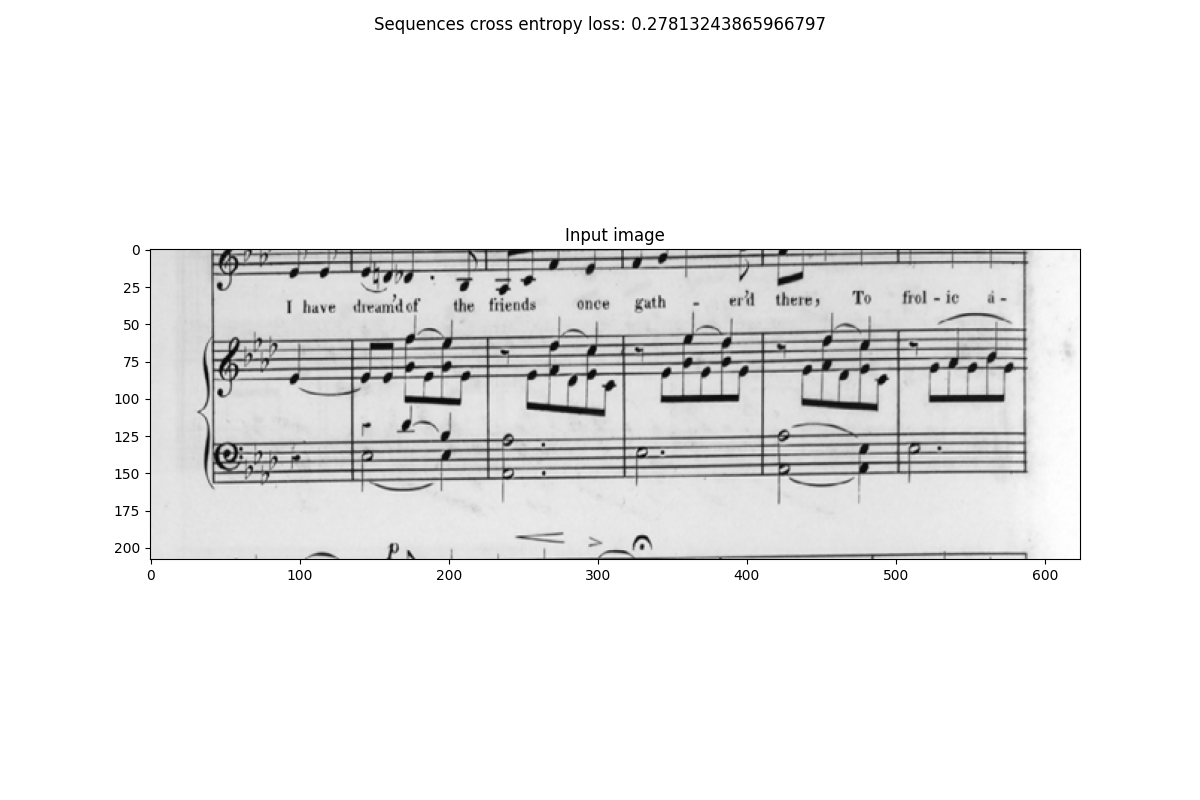 Sequences cross entropy loss: 0.27813243865966797
Input image
0
25
I have dream'd of the friends once gath - er'd there, To frol - ic a -
50
75
100
125
150
175
200
p
0 100 200 300 400 500 600